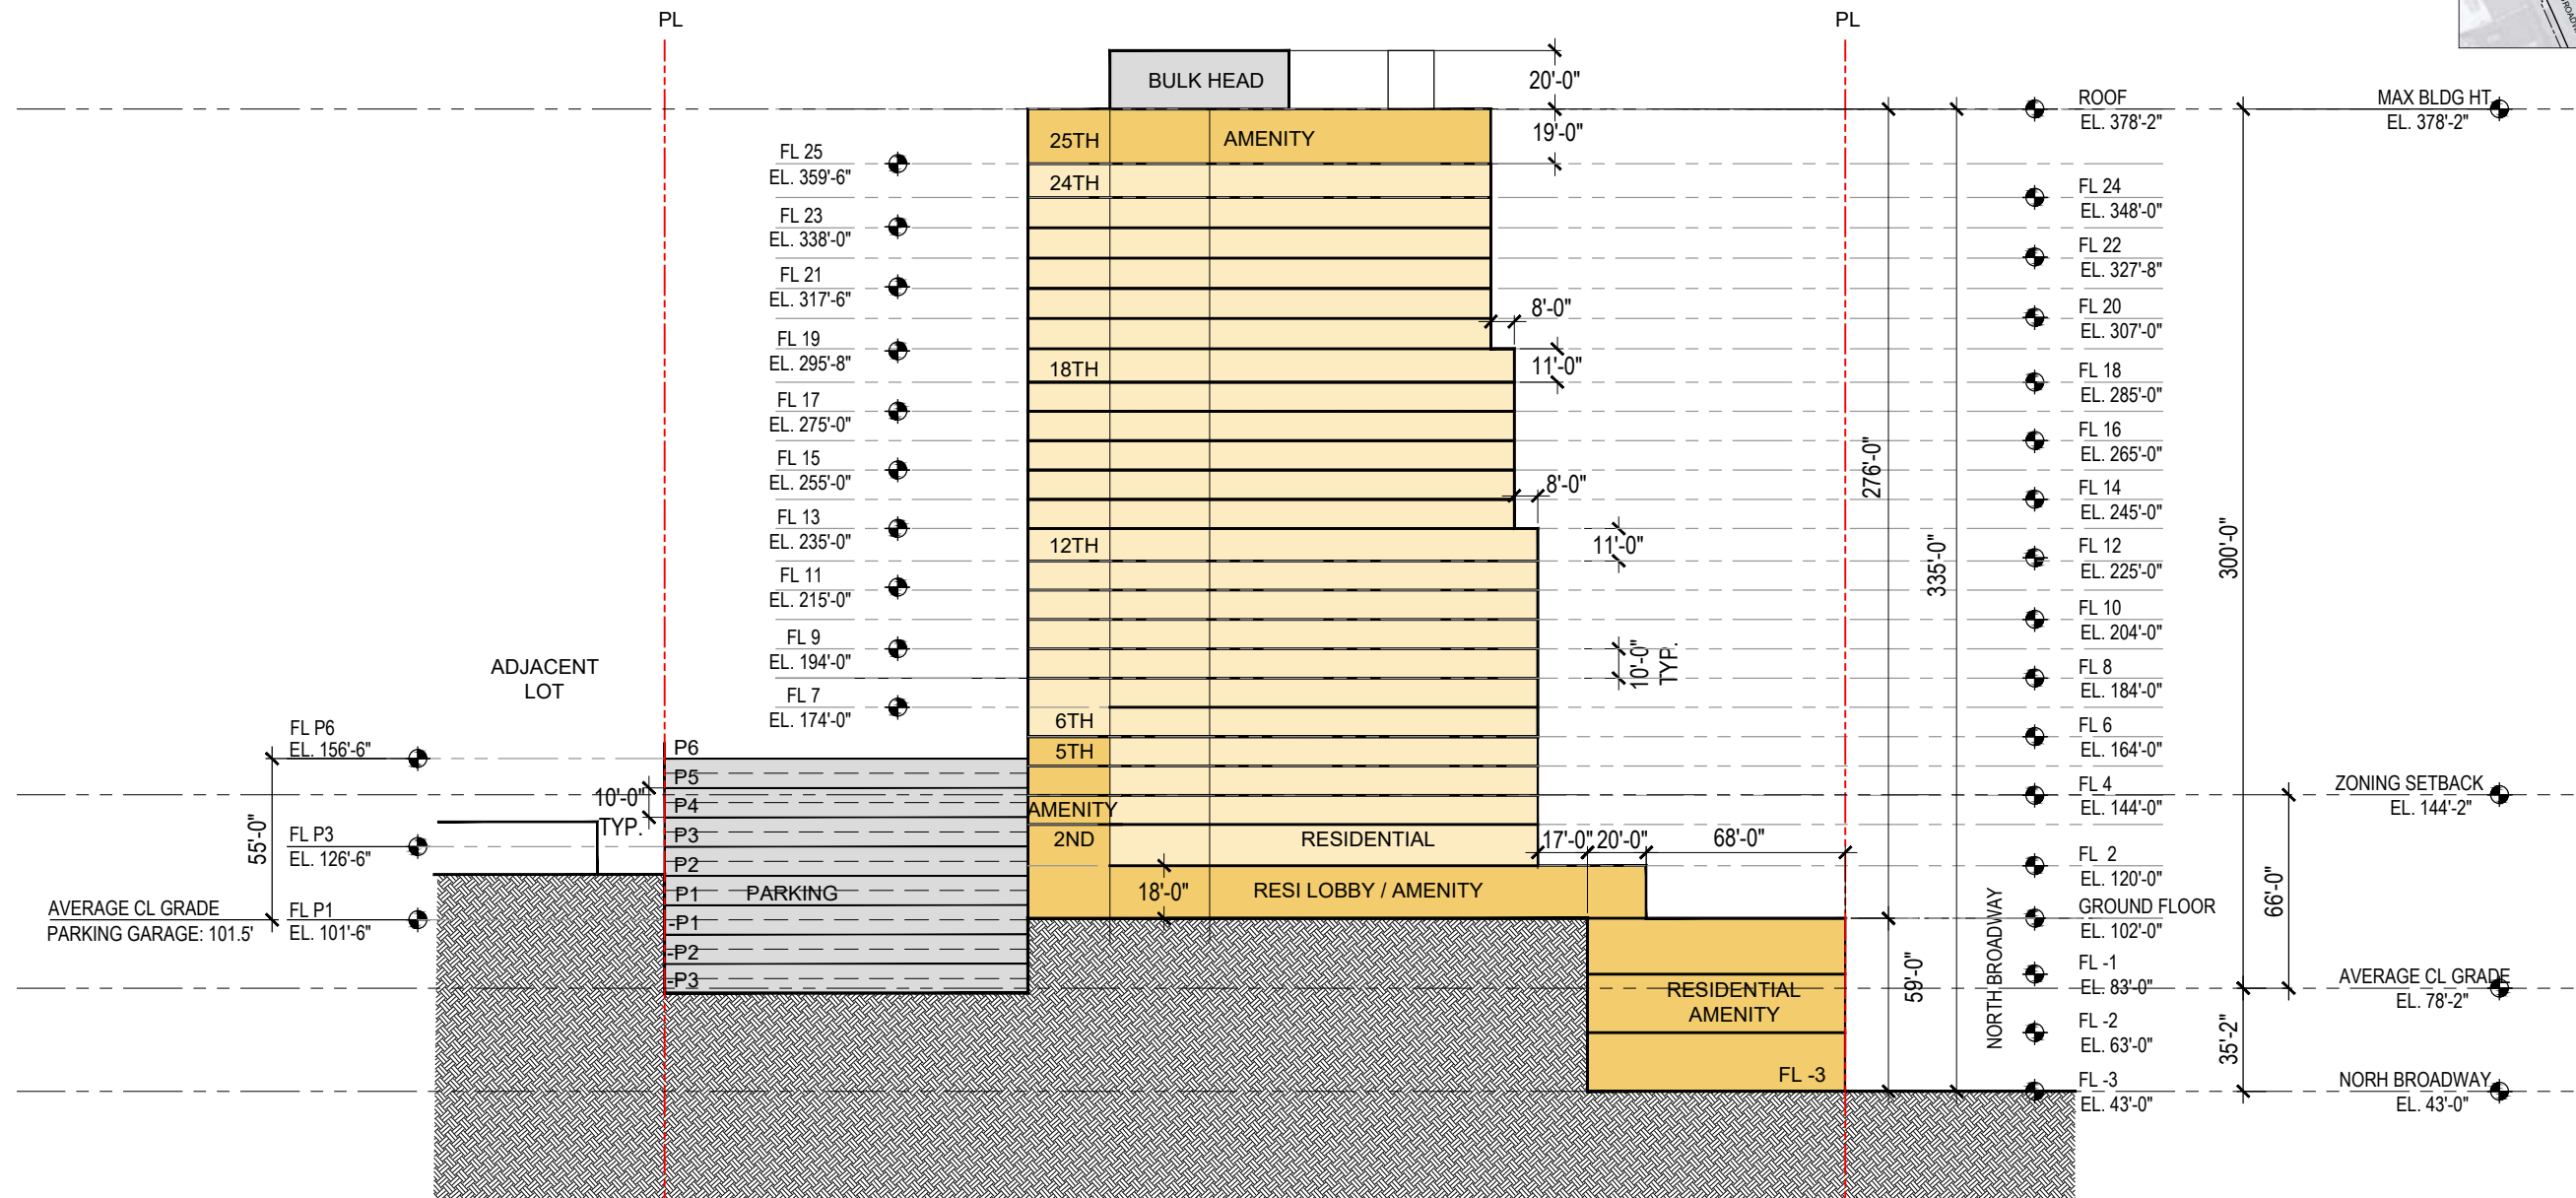 PL
PL
BULK HEAD
20'-0"
19'-0"
ROOF
EL. 378'-2"
MAX BLDG HT.
EL. 378'-2"
25TH
AMENITY
24TH
FL 25
EL. 359'-6"
FL 23
EL. 338'-0"
FL 21
EL. 317'-6"
FL 19
EL. 295'-8"
FL 17
EL. 275'-0"
FL 15
EL. 255'-0"
FL 13
EL. 235'-0"
FL 11
EL. 215'-0"
FL 9
EL. 194'-0"
FL 7
EL. 174'-0"
FL 24
EL. 348'-0"
FL 22
EL. 327'-8"
FL 20
EL. 307'-0"
FL 18
EL. 285'-0"
FL 16
EL. 265'-0"
FL 14
EL. 245'-0"
FL 12
EL. 225'-0"
FL 10
EL. 204'-0"
FL 8
EL. 184'-0"
FL 6
EL. 164'-0"
FL 4
EL. 144'-0"
FL 2
EL. 120'-0"
GROUND FLOOR
EL. 102'-0"
FL -1
EL. 83'-0"
FL -2
EL. 63'-0"
FL -3
EL. 43'-0"
8'-0"
11'-0"
18TH
8'-0"
11'-0"
12TH
10'-0"
TYP.
276'-0"
335'-0"
300'-0"
59'-0"
66'-0"
35'-2"
NORTH BROADWAY
ZONING SETBACK
EL. 144'-2"
AVERAGE CL GRADE
EL. 78'-2"
NORH BROADWAY
EL. 43'-0"
ADJACENT
LOT
FL P6
EL. 156'-6"
FL P3
EL. 126'-6"
FL P1
EL. 101'-6"
55'-0"
AVERAGE CL GRADE
PARKING GARAGE: 101.5'
10'-0"
TYP.
P6
P5
P4
P3
P2
P1
PARKING
-P1
-P2
-P3
6TH
5TH
AMENITY
2ND
RESIDENTIAL
17'-0"
20'-0"
68'-0"
18'-0"
RESI LOBBY / AMENITY
RESIDENTIAL
AMENITY
FL -3